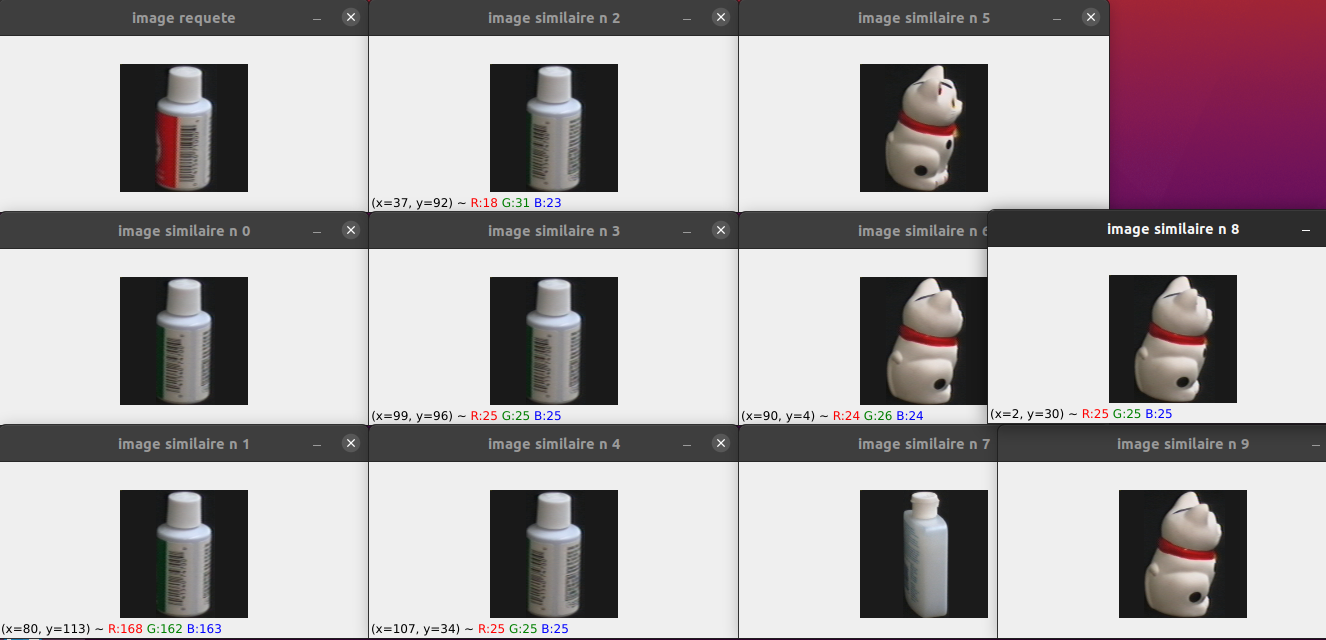 image requete
image similaire n 2
(x=37, y=92) ~ R:18 G:31 B:23
image similaire n 5
image similaire n 0
image similaire n 3
(x=99, y=96) ~ R:25 G:25 B:25
image similaire n 6
(x=90, y=4) ~ R:24 G:26 B:24
image similaire n 8
(x=2, y=30) ~ R:25 G:25 B:25
image similaire n 1
(x=80, y=113) ~ R:168 G:162 B:163
image similaire n 4
(x=107, y=34) ~ R:25 G:25 B:25
image similaire n 7
image similaire n 9